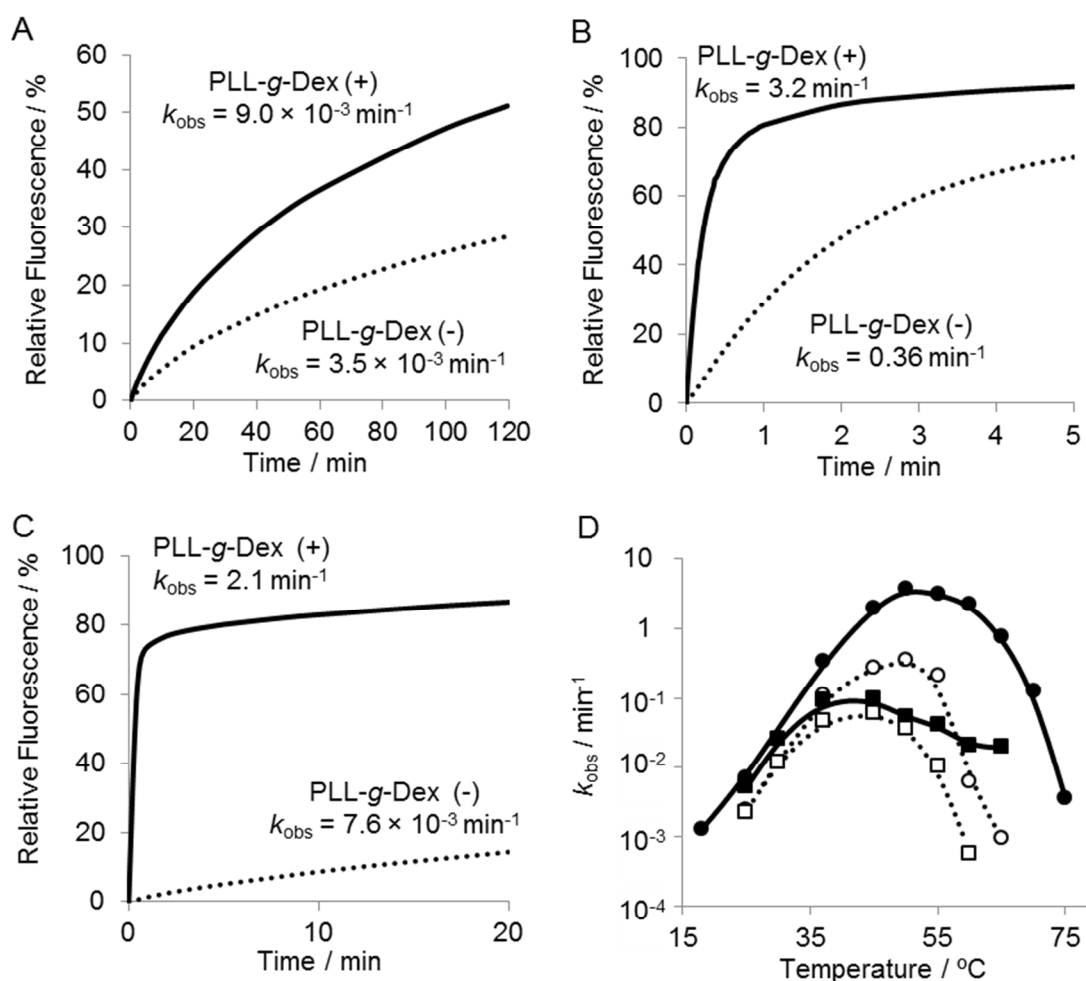 A
Relative Fluorescence / %
60
50
40
30
20
10
0
PLL-g-Dex (+)
kobs = 9.0 × 10⁻³ min⁻¹
PLL-g-Dex (-)
kobs = 3.5 × 10⁻³ min⁻¹
0 20 40 60 80 100 120
Time / min
B
Relative Fluorescence / %
100
80
60
40
20
0
PLL-g-Dex (+)
kobs = 3.2 min⁻¹
PLL-g-Dex (-)
kobs = 0.36 min⁻¹
0 1 2 3 4 5
Time / min
C
Relative Fluorescence / %
100
80
60
40
20
0
PLL-g-Dex (+)
kobs = 2.1 min⁻¹
PLL-g-Dex (-)
kobs = 7.6 × 10⁻³ min⁻¹
0 10 20
Time / min
D
kobs / min⁻¹
10
1
10⁻¹
10⁻²
10⁻³
10⁻⁴
15 35 55 75
Temperature / ºC